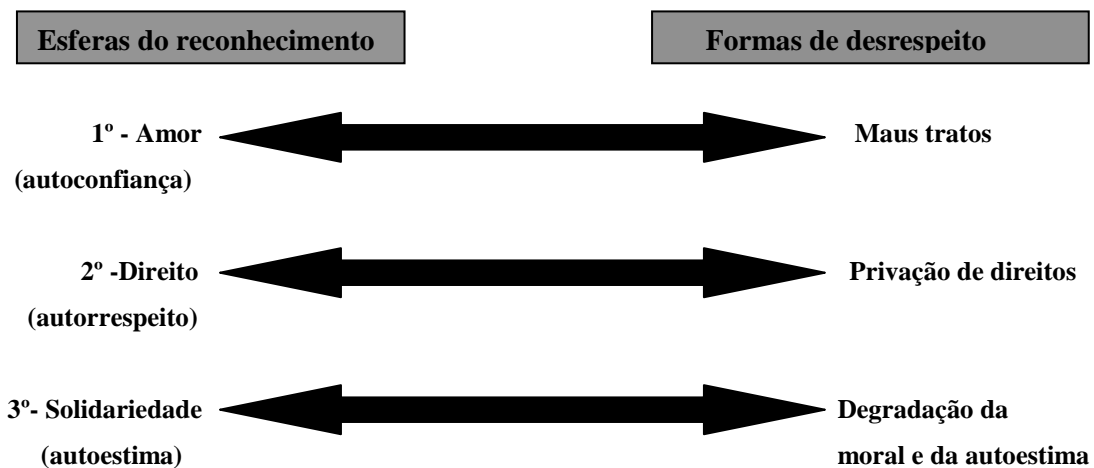 Esferas do reconhecimento
Formas de desrespeito
1º - Amor
Maus tratos
(autoconfiança)
2º -Direito
Privação de direitos
(autorrespeito)
3º- Solidariedade
Degradação da
(autoestima)
moral e da autoestima